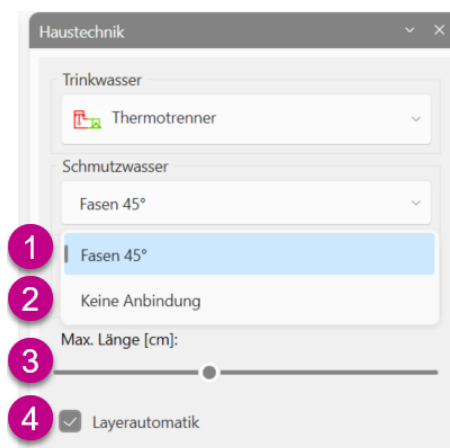 Haustechnik
Trinkwasser
Thermotrenner
Schmutzwasser
Fasen 45°
1 Fasen 45°
2 Keine Anbindung
Max. Länge [cm]:
3
4 Layerautomatik